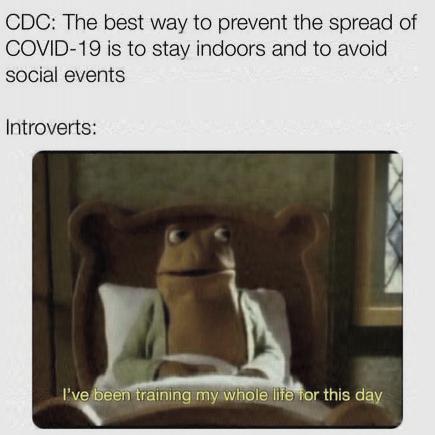 CDC: The best way to prevent the spread of
COVID-19 is to stay indoors and to avoid
social events
Introverts:
I've been training my whole life for this day